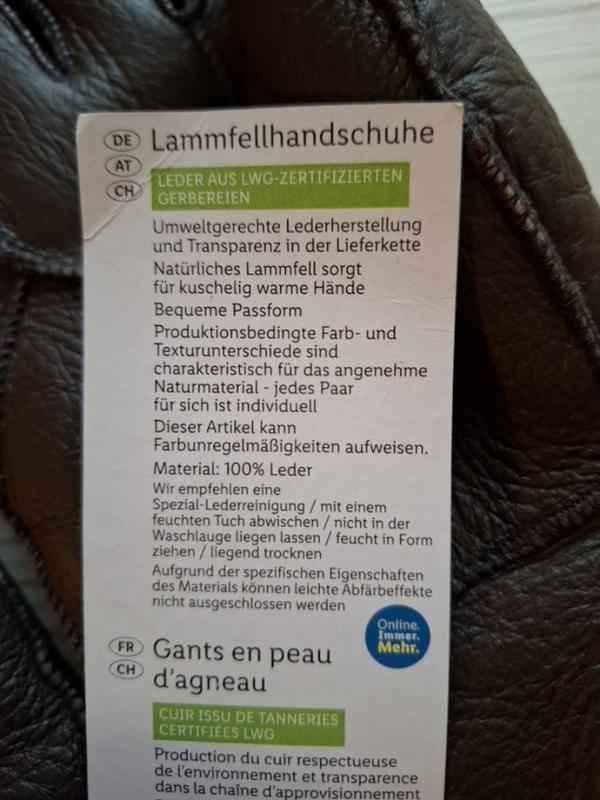 DE Lammfellhandschuhe
AT
CH
LEDER AUS LWG-ZERTIFIZIERTEN
GERBEREIEN
Umweltgerechte Lederherstellung
und Transparenz in der Lieferkette
Natürliches Lammfell sorgt
für kuschelig warme Hände
Bequeme Passform
Produktionsbedingte Farb- und
Texturunterschiede sind
charakteristisch für das angenehme
Naturmaterial - jedes Paar
für sich ist individuell
Dieser Artikel kann
Farbunregelmäßigkeiten aufweisen.
Material: 100% Leder
Wir empfehlen eine
Spezial-Lederreinigung / mit einem
feuchten Tuch abwischen / nicht in der
Waschlauge liegen lassen / feucht in Form
ziehen / liegend trocknen
Aufgrund der spezifischen Eigenschaften
des Materials können leichte Abfärbeffekte
nicht ausgeschlossen werden
Online.
Immer.
Mehr.
FR Gants en peau
CH d'agneau
CUIR ISSU DE TANNERIES
CERTIFIÉES LWG
Production du cuir respectueuse
de l'environnement et transparence
dans la chaîne d'approvisionnement